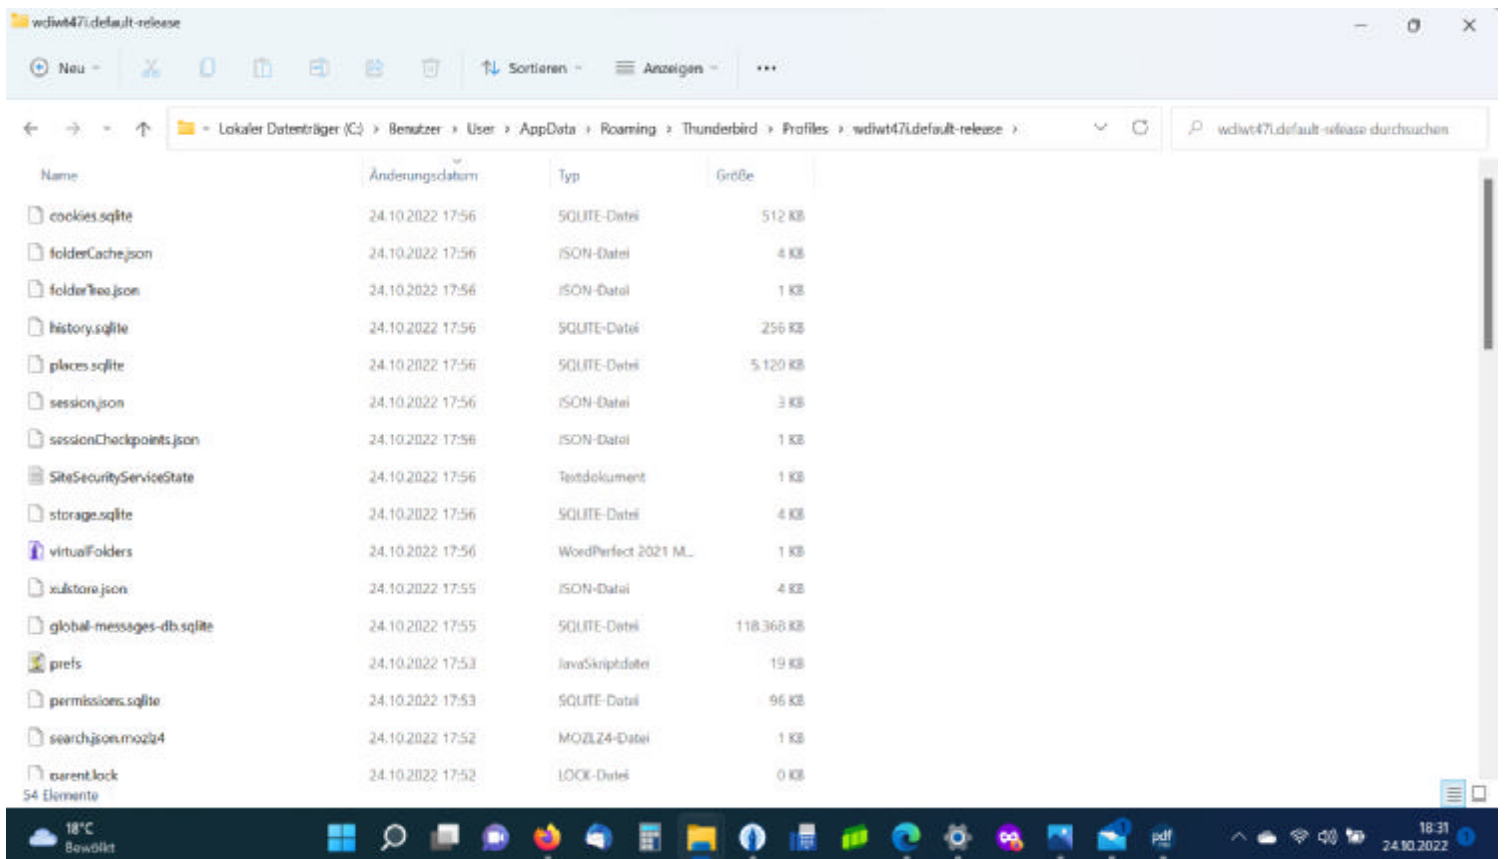 wdiwt47i.default-release
Neu Sortieren Anzeigen ...
Lokaler Datenträger (C:) > Benutzer > User > AppData > Roaming > Thunderbird > Profiles > wdiwt47i.default-release > wdiwt47i.default-release durchsuchen
Name Änderungsdatum Typ Größe
cookies.sqlite 24.10.2022 17:56 SQLITE-Datei 512 KB
folderCache.json 24.10.2022 17:56 JSON-Datei 4 KB
folderTree.json 24.10.2022 17:56 JSON-Datei 1 KB
history.sqlite 24.10.2022 17:56 SQLITE-Datei 256 KB
places.sqlite 24.10.2022 17:56 SQLITE-Datei 5.120 KB
session.json 24.10.2022 17:56 JSON-Datei 3 KB
sessionCheckpoints.json 24.10.2022 17:56 JSON-Datei 1 KB
SiteSecurityServiceState 24.10.2022 17:56 Textdokument 1 KB
storage.sqlite 24.10.2022 17:56 SQLITE-Datei 4 KB
virtualFolders 24.10.2022 17:56 WordPerfect 2021 M... 1 KB
xulstore.json 24.10.2022 17:55 JSON-Datei 4 KB
global-messages-db.sqlite 24.10.2022 17:55 SQLITE-Datei 118.368 KB
prefs 24.10.2022 17:53 JavaSkriptdatei 19 KB
permissions.sqlite 24.10.2022 17:53 SQLITE-Datei 96 KB
search.json.mozlz4 24.10.2022 17:52 MOZLZ4-Datei 1 KB
parent.lock 24.10.2022 17:52 LOCK-Datei 0 KB
54 Elemente
18°C pdf 18:31
Bewölkt 24.10.2022